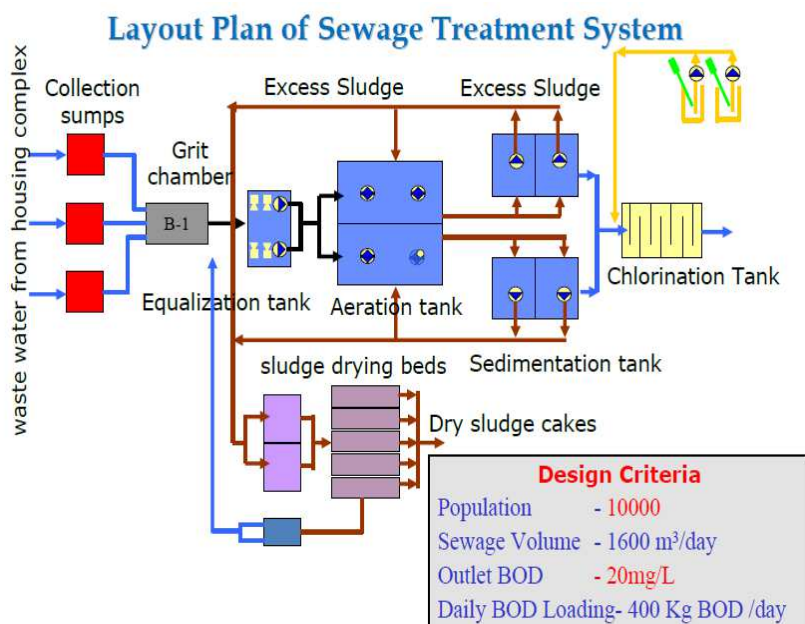 Layout Plan of Sewage Treatment System
Collection
sumps
Excess Sludge
Excess Sludge
Grit
chamber
B-1
waste water from housing complex
Equalization tank
Aeration tank
Chlorination Tank
Sedimentation tank
sludge drying beds
Dry sludge cakes
Design Criteria
Population - 10000
Sewage Volume - 1600 m³/day
Outlet BOD - 20mg/L
Daily BOD Loading- 400 Kg BOD /day